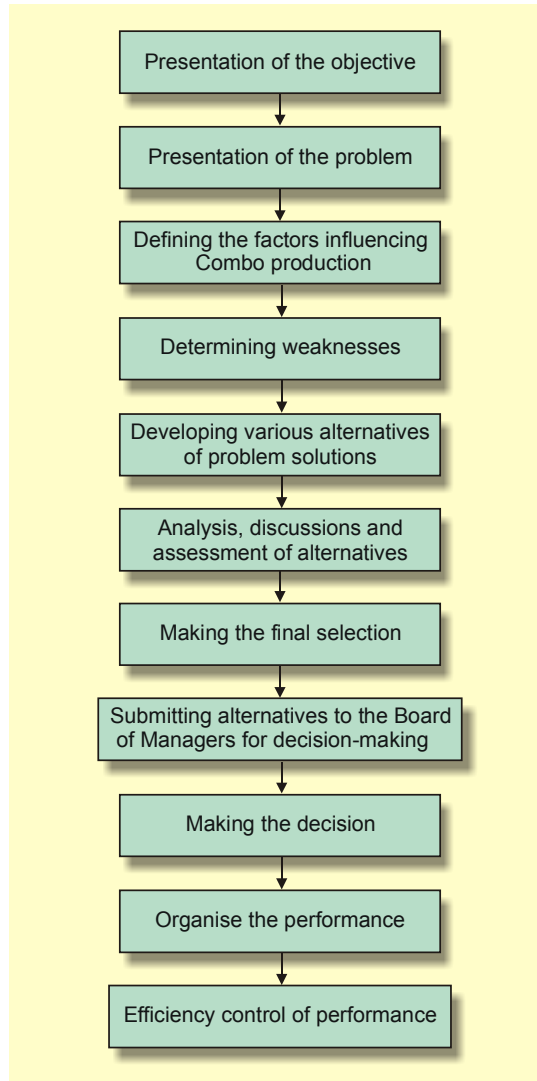 Presentation of the objective
Presentation of the problem
Defining the factors influencing
Combo production
Determining weaknesses
Developing various alternatives
of problem solutions
Analysis, discussions and
assessment of alternatives
Making the final selection
Submitting alternatives to the Board
of Managers for decision-making
Making the decision
Organise the performance
Efficiency control of performance